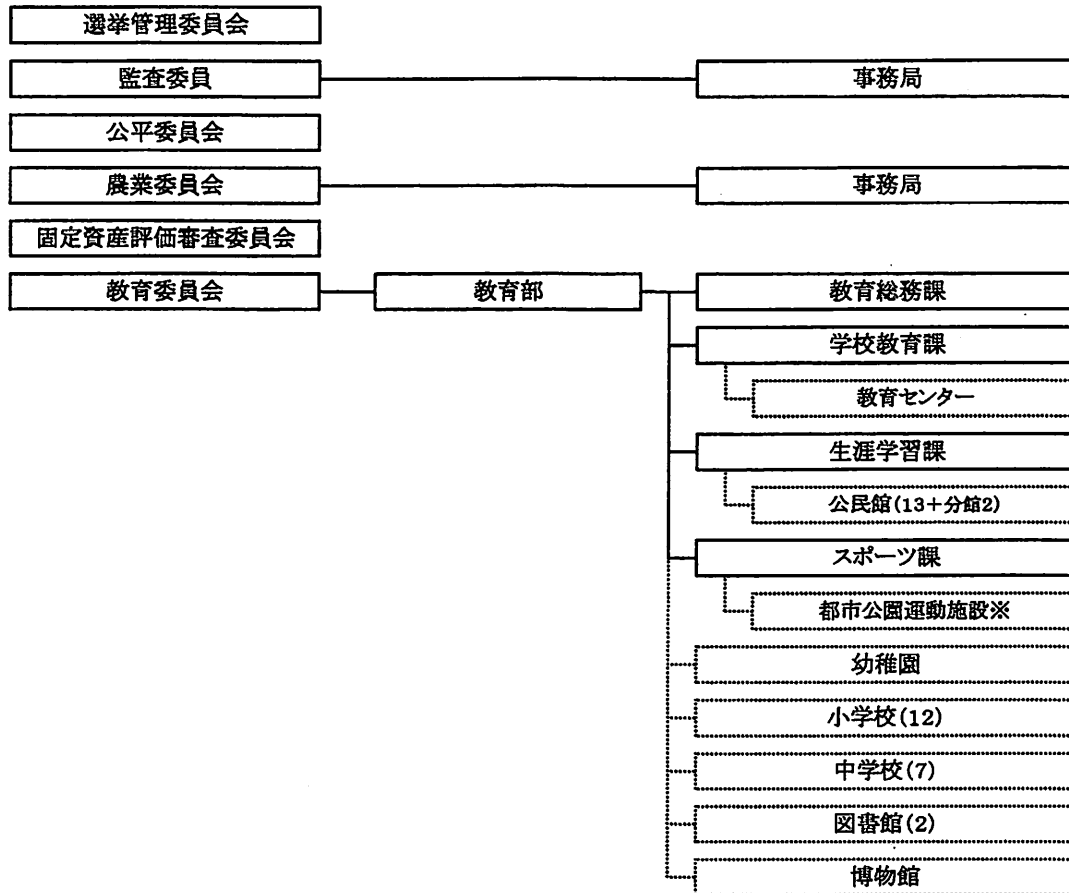 選挙管理委員会
監査委員
事務局
公平委員会
農業委員会
事務局
固定資産評価審査委員会
教育委員会
教育部
教育総務課
学校教育課
教育センター
生涯学習課
公民館(13+分館2)
スポーツ課
都市公園運動施設※
幼稚園
小学校(12)
中学校(7)
図書館(2)
博物館